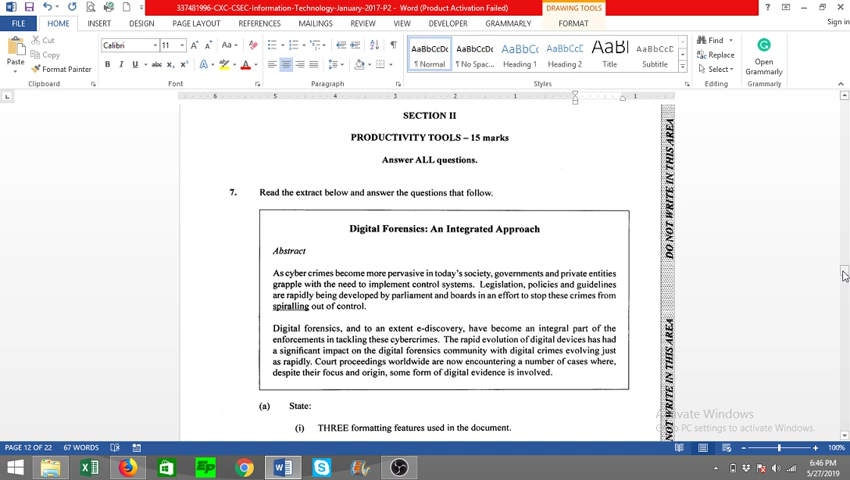 337481996-CXC-CSEC-Information-Technology-January-2017-P2 - Word (Product Activation Failed)
DRAWING TOOLS
FILE HOME INSERT DESIGN PAGE LAYOUT REFERENCES MAILINGS REVIEW VIEW DEVELOPER GRAMMARLY FORMAT
Sign in
Paste
Cut
Copy
Format Painter
Clipboard
Calibri 11
Font
Paragraph
AaBbCcDc AaBbCcDc AaBbCc AaBbCcC AaBl AaBbCcC
¶ Normal ¶ No Spac... Heading 1 Heading 2 Title Subtitle
Styles
Find
Replace
Select
Editing
Open
Grammarly
Grammarly
SECTION II
PRODUCTIVITY TOOLS – 15 marks
Answer ALL questions.
7. Read the extract below and answer the questions that follow.
Digital Forensics: An Integrated Approach
Abstract
As cyber crimes become more pervasive in today's society, governments and private entities
grapple with the need to implement control systems. Legislation, policies and guidelines
are rapidly being developed by parliament and boards in an effort to stop these crimes from
spiralling out of control.
Digital forensics, and to an extent e-discovery, have become an integral part of the
enforcements in tackling these cybercrimes. The rapid evolution of digital devices has had
a significant impact on the digital forensics community with digital crimes evolving just
as rapidly. Court proceedings worldwide are now encountering a number of cases where,
despite their focus and origin, some form of digital evidence is involved.
(a) State:
(i) THREE formatting features used in the document.
DO NOT WRITE IN THIS AREA
NOT WRITE IN THIS AREA
Activate Windows
Go to PC settings to activate Windows.
PAGE 12 OF 22 67 WORDS
100%
6:46 PM
5/27/2019